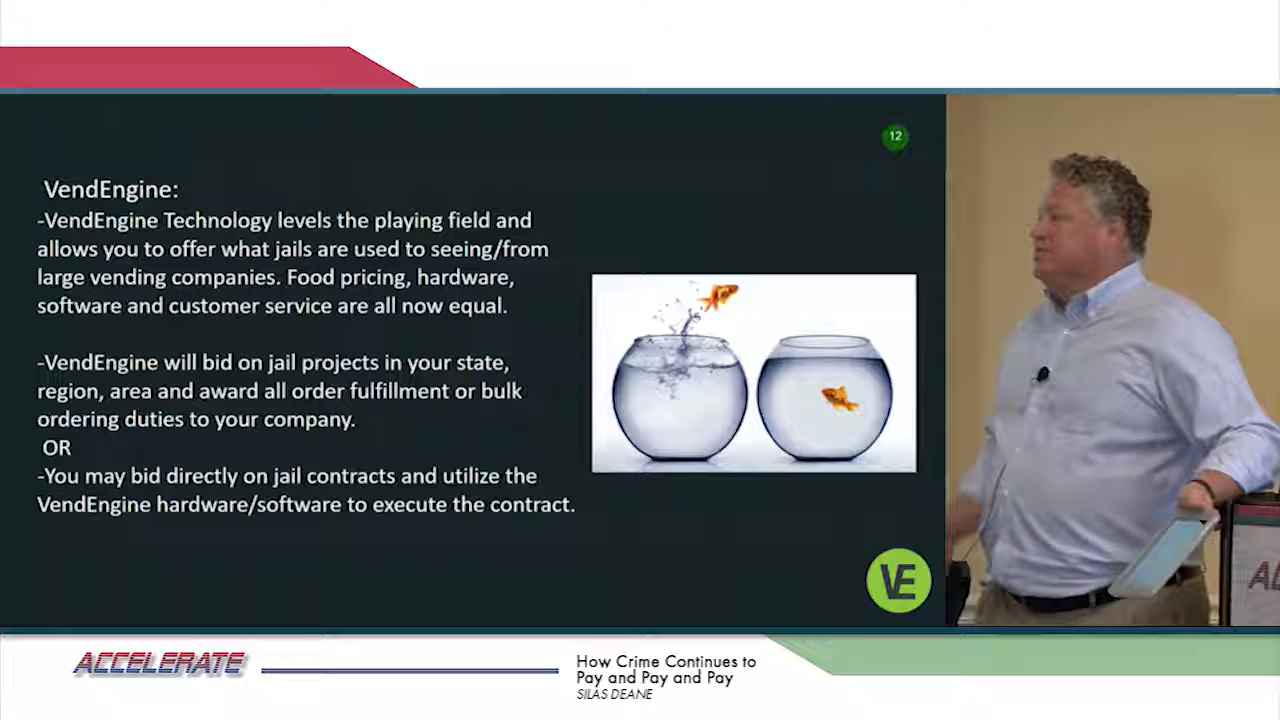 12
VendEngine:
-VendEngine Technology levels the playing field and
allows you to offer what jails are used to seeing/from
large vending companies. Food pricing, hardware,
software and customer service are all now equal.
-VendEngine will bid on jail projects in your state,
region, area and award all order fulfillment or bulk
ordering duties to your company.
OR
-You may bid directly on jail contracts and utilize the
VendEngine hardware/software to execute the contract.
VE
ACCELERATE
How Crime Continues to
Pay and Pay and Pay
SILAS DEANE